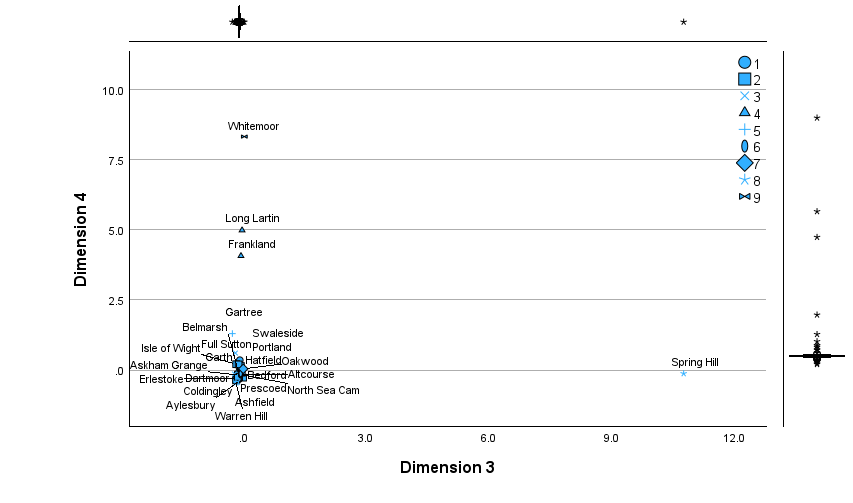 1
2
3
4
5
6
7
8
9
10.0
7.5
5.0
2.5
.0
Dimension 4
Whitemoor
Long Lartin
Frankland
Gartree
Belmarsh
Swaleside
Full Sutton
Portland
Isle of Wight
Garth
Hatfield
Oakwood
Askham Grange
Spring Hill
Bedford
Altcourse
Erlestoke
Dartmoor
Coldingley
Prescoed
North Sea Cam
Aylesbury
Ashfield
Warren Hill
.0
3.0
6.0
9.0
12.0
Dimension 3